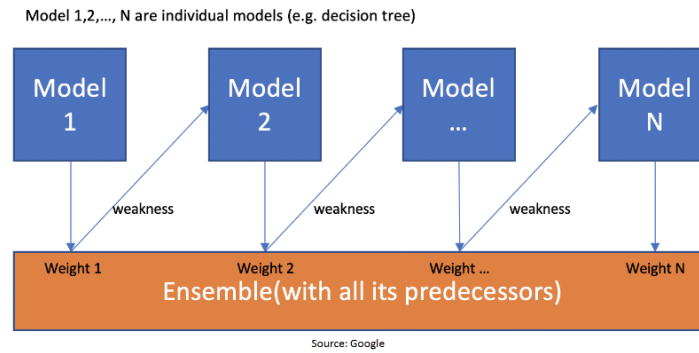 Model 1,2,..., N are individual models (e.g. decision tree)
Model
1
Model
2
Model
...
Model
N
weakness
weakness
weakness
Weight 1
Weight 2
Weight ...
Weight N
Ensemble(with all its predecessors)
Source: Google